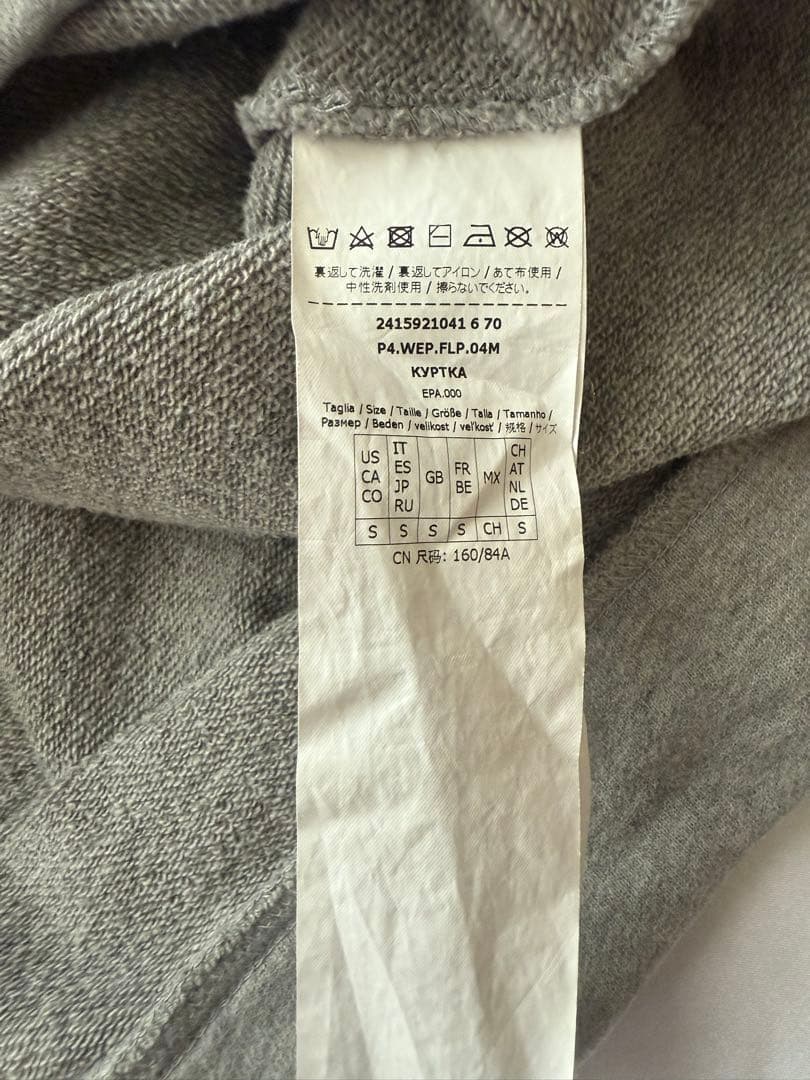 裏返して洗濯 / 裏返してアイロン / あて布使用 /
中性洗剤使用 / 擦らないでください。
2415921041 6 70
P4.WEP.FLP.04M
КУРТКА
EPA.000
Taglia / Size / Taille / Größe / Talla / Tamanho /
Размер / Beden / velikost / veľkosť / 规格 / サイズ
US CA CO | IT ES JP RU | GB | FR BE | MX | CH AT NL DE
S | S | S | S | CH | S
CN 尺码: 160/84A